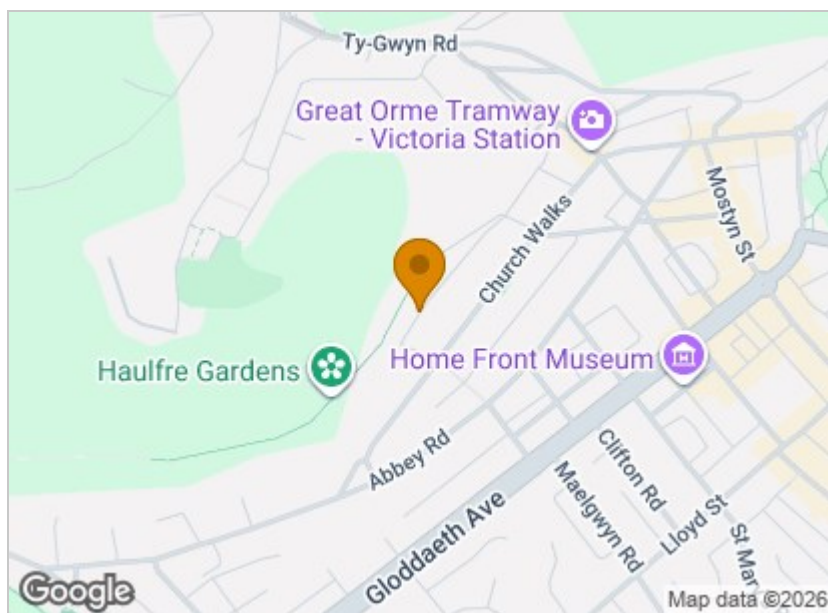 Ty-Gwyn Rd
Great Orme Tramway
- Victoria Station
Mostyn St
Church Walks
Home Front Museum
Haulfre Gardens
Abbey Rd
Clifton Rd
Maelgwyn Rd
Lloyd St
Gloddaeth Ave
St Mar
Google
Map data ©2026